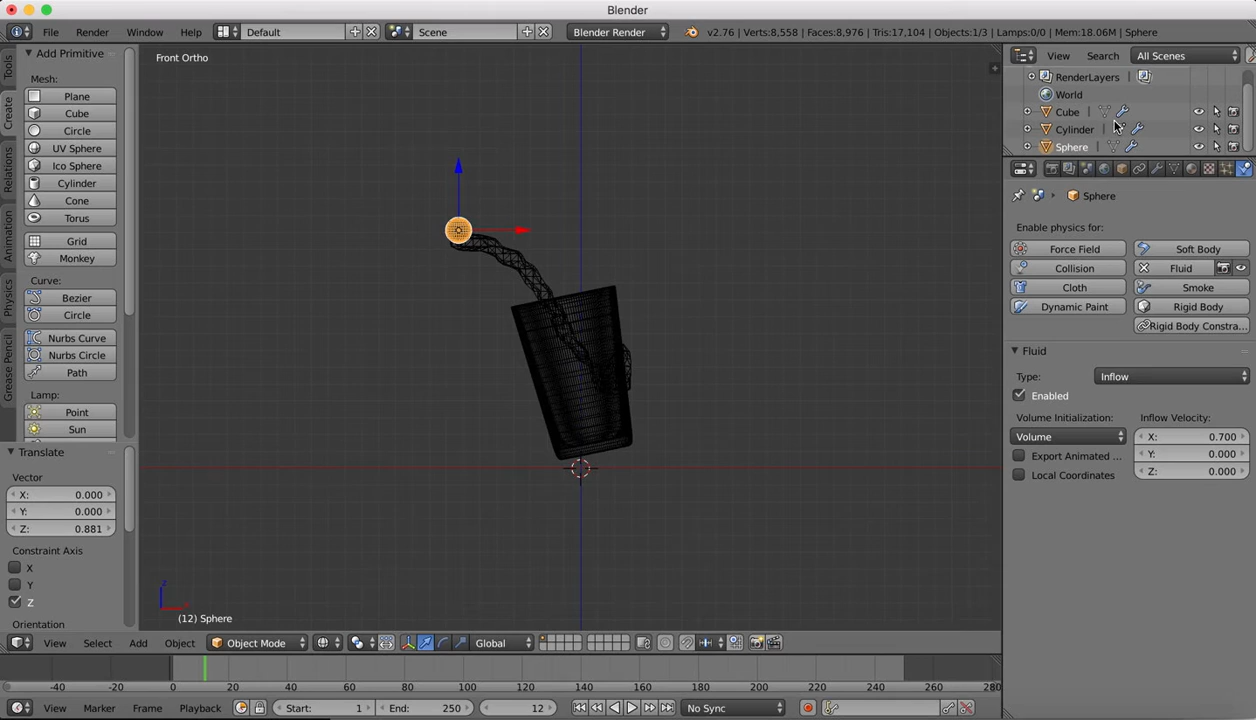 Blender
File Render Window Help Default Scene Blender Render v2.76 | Verts:8,558 | Faces:8,976 | Tris:17,104 | Objects:1/3 | Lamps:0/0 | Mem:18.06M | Sphere
Tools
Create
Relations
Animation
Physics
Grease Pencil
Add Primitive
Mesh:
Plane
Cube
Circle
UV Sphere
Ico Sphere
Cylinder
Cone
Torus
Grid
Monkey
Curve:
Bezier
Circle
Nurbs Curve
Nurbs Circle
Path
Lamp:
Point
Sun
Translate
Vector
X: 0.000
Y: 0.000
Z: 0.881
Constraint Axis
X
Y
Z
Orientation
Front Ortho
(12) Sphere
View Select Add Object Object Mode Global
-40 -20 0 20 40 60 80 100 120 140 160 180 200 220 240 260 280
View Marker Frame Playback Start: 1 End: 250 12 No Sync
View Search All Scenes
RenderLayers
World
Cube
Cylinder
Sphere
Sphere
Enable physics for:
Force Field Soft Body
Collision Fluid
Cloth Smoke
Dynamic Paint Rigid Body
Rigid Body Constra...
Fluid
Type: Inflow
Enabled
Volume Initialization: Inflow Velocity:
Volume X: 0.700
Export Animated ... Y: 0.000
Local Coordinates Z: 0.000